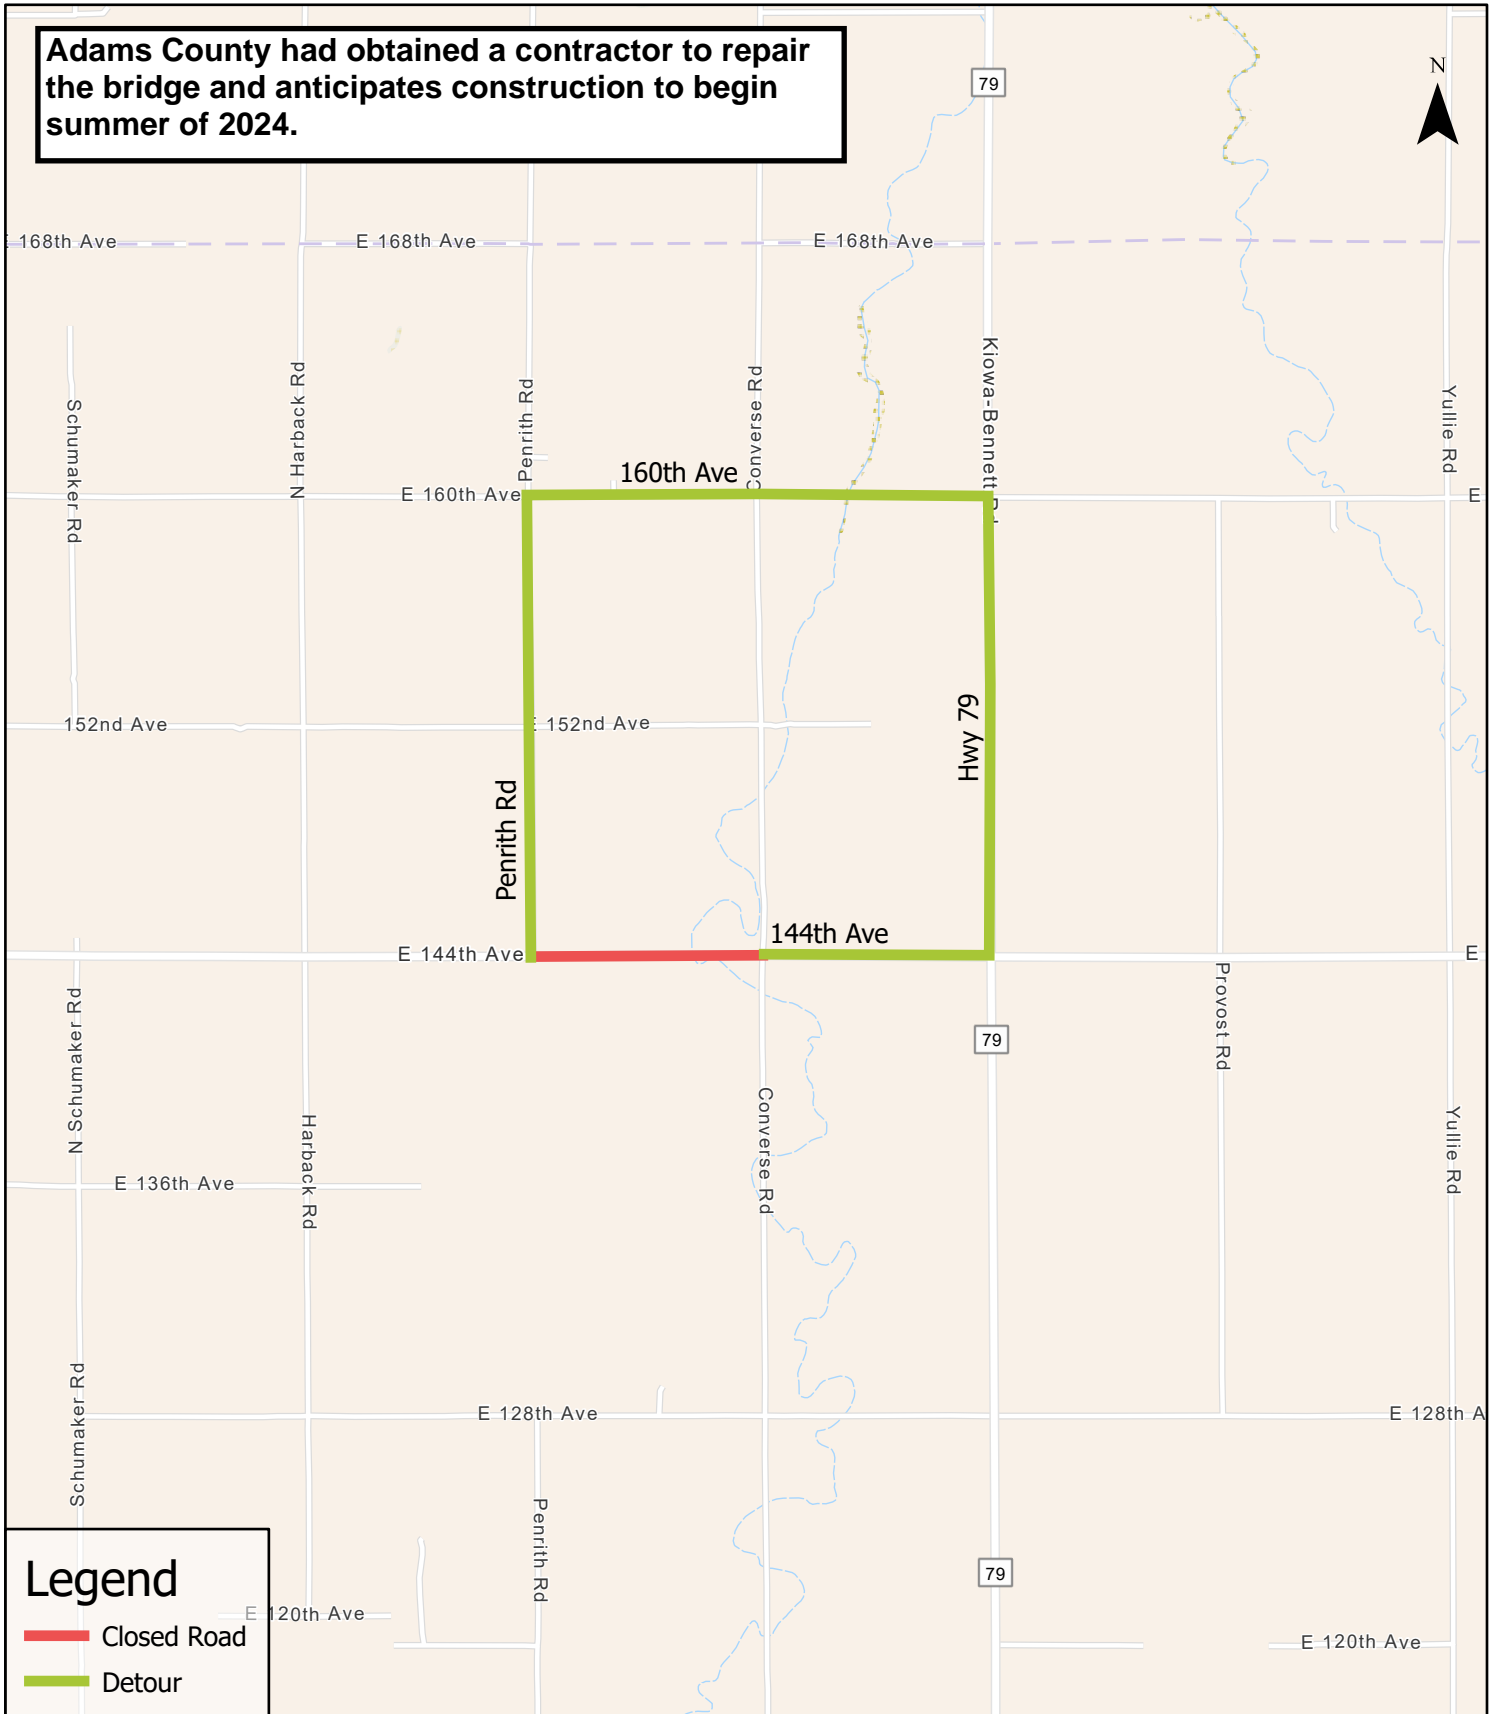 Adams County had obtained a contractor to repair
the bridge and anticipates construction to begin
summer of 2024.
79
N
E 168th Ave
E 168th Ave
E 168th Ave
Schumaker Rd
N Harback Rd
Penrith Rd
Converse Rd
Kiowa-Bennett Rd
Yullie Rd
160th Ave
E 160th Ave
E
152nd Ave
E 152nd Ave
Hwy 79
Penrith Rd
144th Ave
E 144th Ave
E
N Schumaker Rd
Provost Rd
79
Harback Rd
Converse Rd
Yullie Rd
E 136th Ave
Schumaker Rd
E 128th Ave
E 128th A
Penrith Rd
79
Legend
E 120th Ave
Closed Road
E 120th Ave
Detour